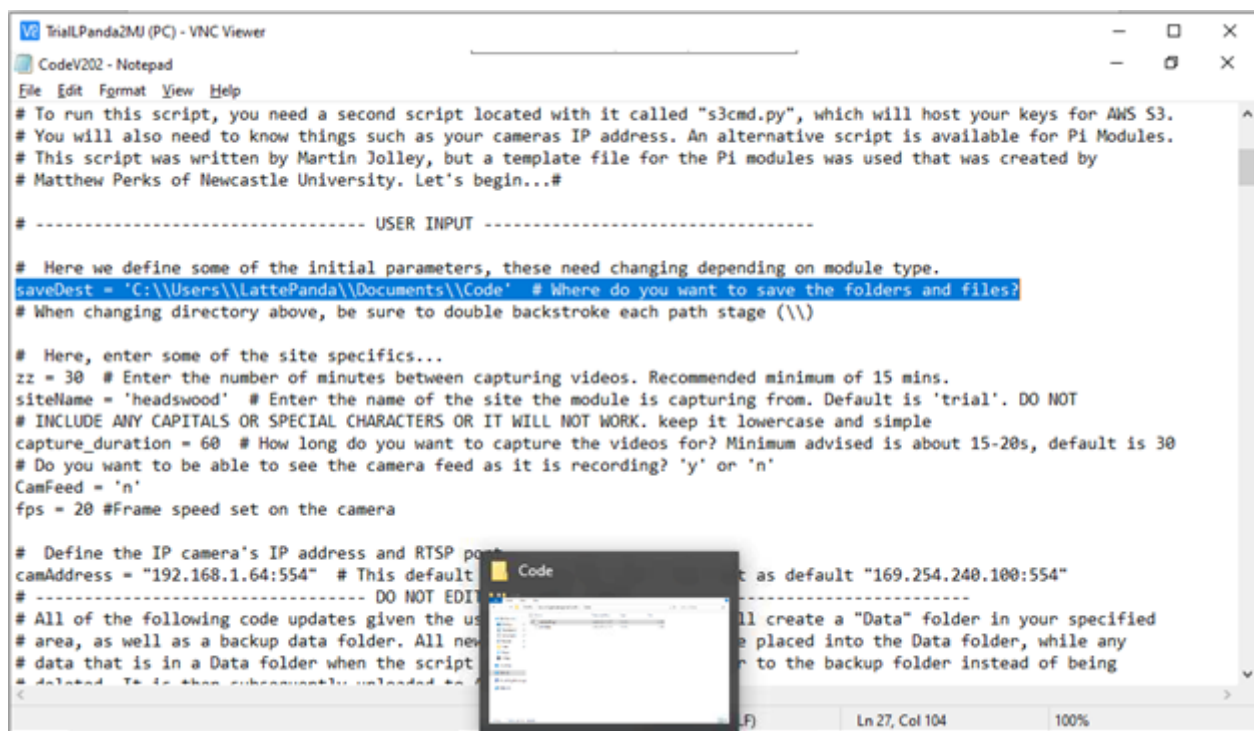 TrialLPanda2MJ (PC) - VNC Viewer
CodeV202 - Notepad
File Edit Format View Help
# To run this script, you need a second script located with it called "s3cmd.py", which will host your keys for AWS S3.
# You will also need to know things such as your cameras IP address. An alternative script is available for Pi Modules.
# This script was written by Martin Jolley, but a template file for the Pi modules was used that was created by
# Matthew Perks of Newcastle University. Let's begin...#
# --------------------------------- USER INPUT ---------------------------------
#  Here we define some of the initial parameters, these need changing depending on module type.
saveDest = 'C:\\Users\\LattePanda\\Documents\\Code'  # Where do you want to save the folders and files?
# When changing directory above, be sure to double backstroke each path stage (\\)
#  Here, enter some of the site specifics...
zz = 30  # Enter the number of minutes between capturing videos. Recommended minimum of 15 mins.
siteName = 'headswood'  # Enter the name of the site the module is capturing from. Default is 'trial'. DO NOT
# INCLUDE ANY CAPITALS OR SPECIAL CHARACTERS OR IT WILL NOT WORK. keep it lowercase and simple
capture_duration = 60  # How long do you want to capture the videos for? Minimum advised is about 15-20s, default is 30
# Do you want to be able to see the camera feed as it is recording? 'y' or 'n'
CamFeed = 'n'
fps = 20 #Frame speed set on the camera
#  Define the IP camera's IP address and RTSP port
camAddress = "192.168.1.64:554"  # This default t as default "169.254.240.100:554"
# --------------------------------- DO NOT EDIT -----------------------
# All of the following code updates given the us ll create a "Data" folder in your specified
# area, as well as a backup data folder. All new e placed into the Data folder, while any
# data that is in a Data folder when the script r to the backup folder instead of being
Code
LF)
Ln 27, Col 104
100%